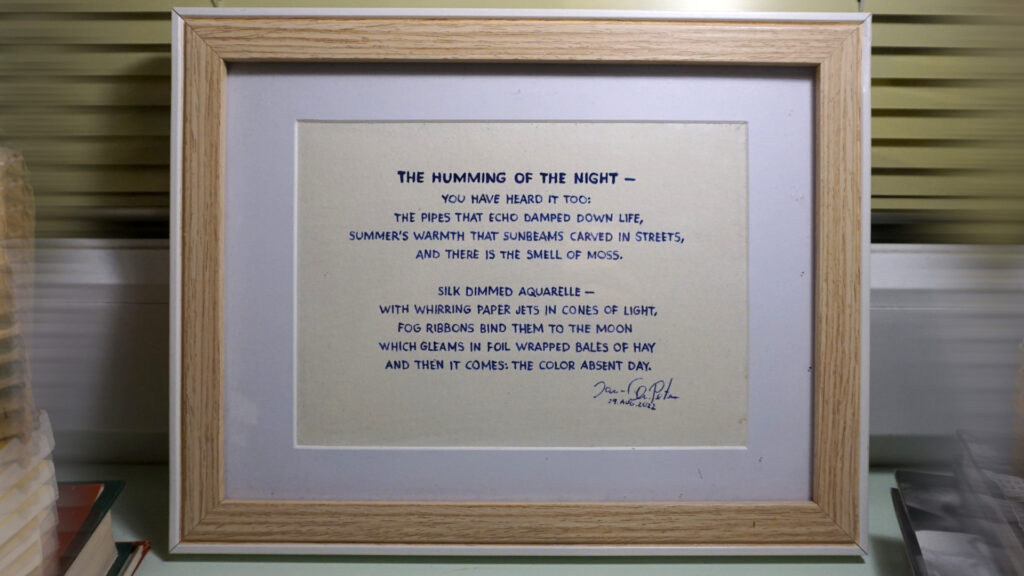 THE HUMMING OF THE NIGHT –
YOU HAVE HEARD IT TOO:
THE PIPES THAT ECHO DAMPED DOWN LIFE,
SUMMER'S WARMTH THAT SUNBEAMS CARVED IN STREETS,
AND THERE IS THE SMELL OF MOSS.
SILK DIMMED AQUARELLE –
WITH WHIRRING PAPER JETS IN CONES OF LIGHT,
FOG RIBBONS BIND THEM TO THE MOON
WHICH GLEAMS IN FOIL WRAPPED BALES OF HAY
AND THEN IT COMES: THE COLOR ABSENT DAY.
29. AUG. 2022